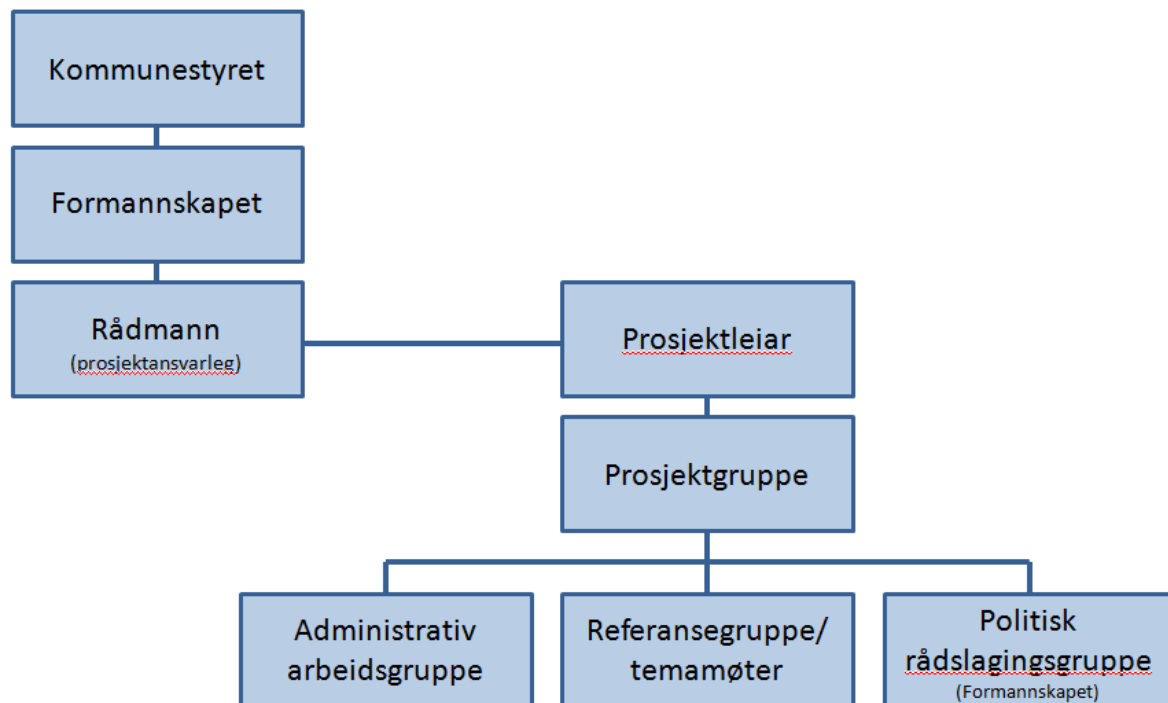 Kommunestyret
Formannskapet
Rådmann
(prosjektansvarleg)
Prosjektleiar
Prosjektgruppe
Administrativ
arbeidsgruppe
Referansegruppe/
temamøter
Politisk
rådslagingsgruppe
(Formannskapet)